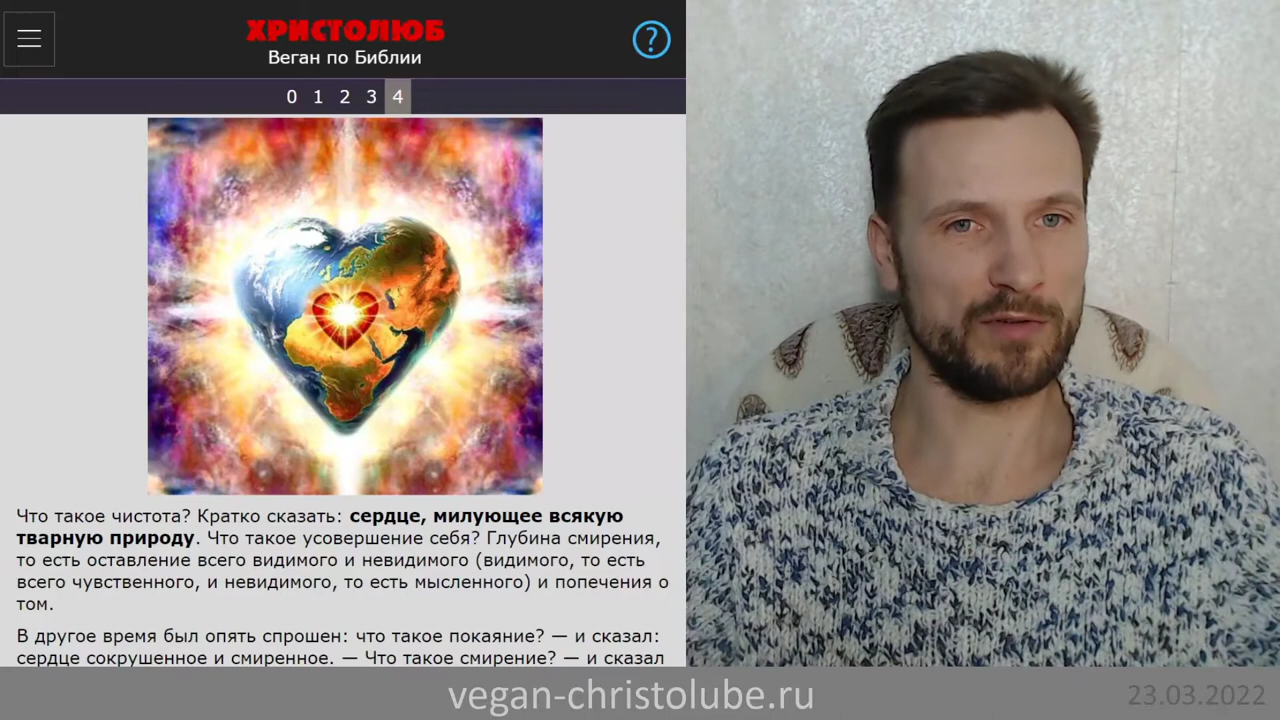 ХРИСТОЛЮБ
Веган по Библии
?
0 1 2 3 4
Что такое чистота? Кратко сказать: сердце, милующее всякую
тварную природу. Что такое усовершение себя? Глубина смирения,
то есть оставление всего видимого и невидимого (видимого, то есть
всего чувственного, и невидимого, то есть мысленного) и попечения о
том.
В другое время был опять спрошен: что такое покаяние? — и сказал:
сердце сокрушенное и смиренное. — Что такое смирение? — и сказал
vegan-christolube.ru
23.03.2022